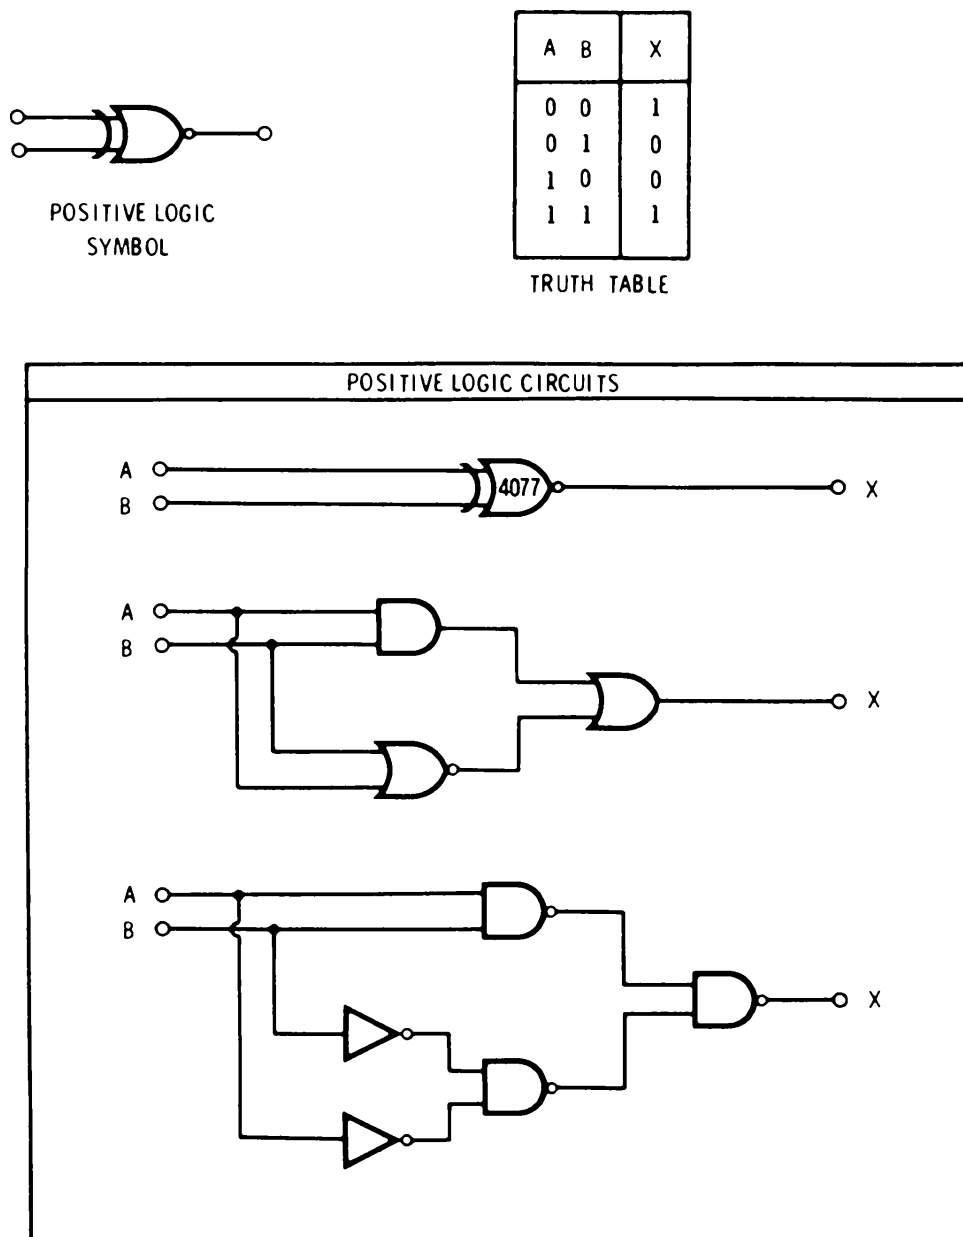 POSITIVE LOGIC
SYMBOL
A B X
0 0 1
0 1 0
1 0 0
1 1 1
TRUTH TABLE
POSITIVE LOGIC CIRCUITS
A
B
4077
X
A
B
X
A
B
X